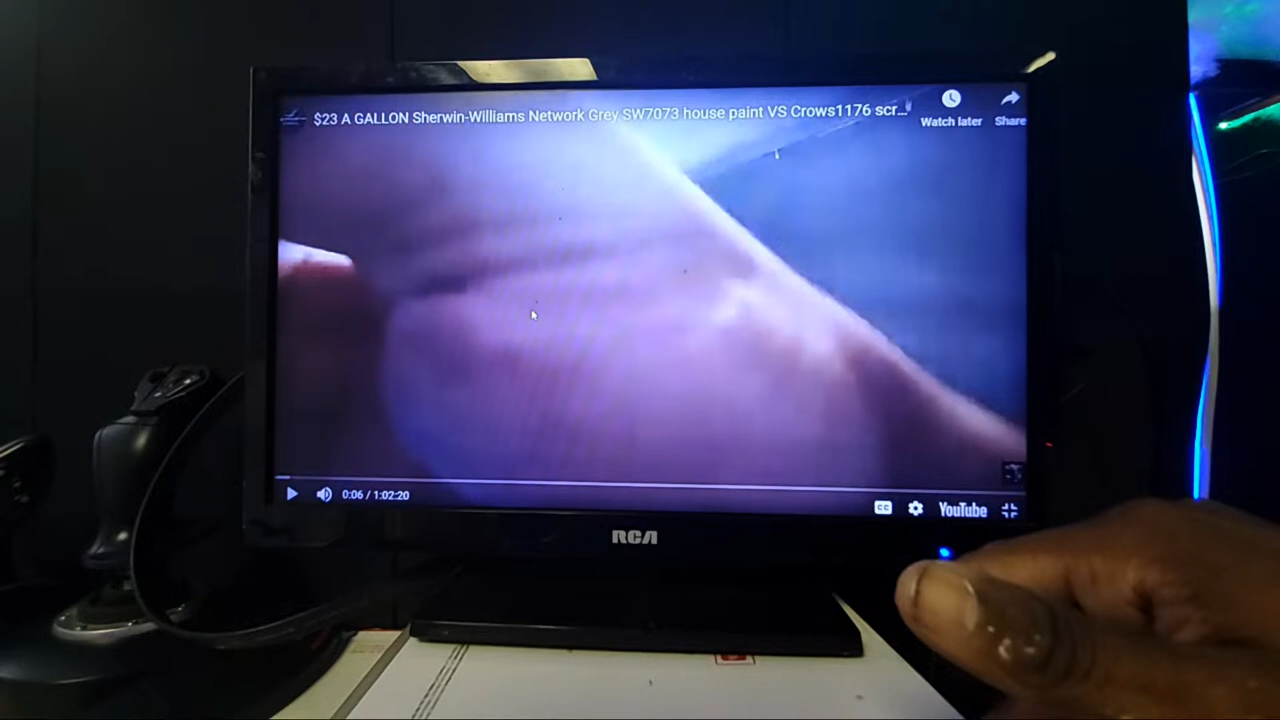 $23 A GALLON Sherwin-Williams Network Grey SW7073 house paint VS Crows1176 scr...
Watch later
Share
0:06 / 1:02:20
CC
YouTube
RCA